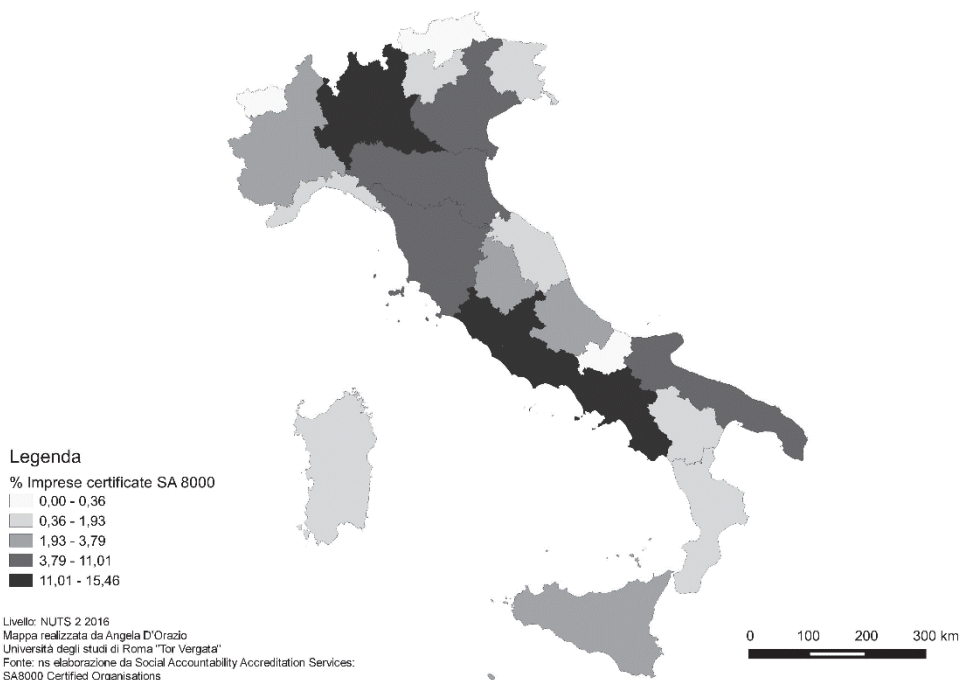 Legenda
% Imprese certificate SA 8000
0,00 - 0,36
0,36 - 1,93
1,93 - 3,79
3,79 - 11,01
11,01 - 15,46
Livello: NUTS 2 2016
Mappa realizzata da Angela D'Orazio
Università degli studi di Roma "Tor Vergata"
Fonte: ns elaborazione da Social Accountability Accreditation Services:
SA8000 Certified Organisations
0 100 200 300 km